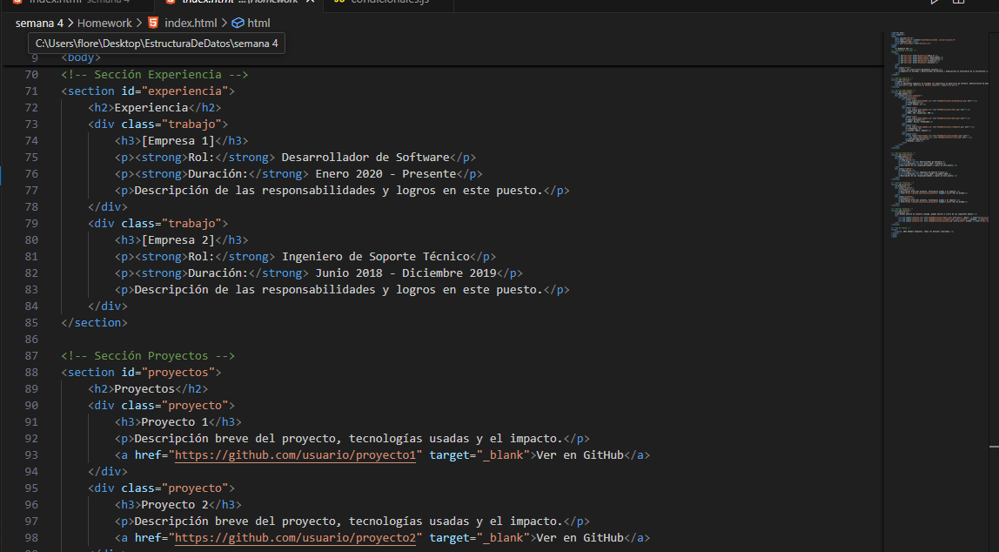 index.html semana 4
index.html ...\Homework
condicionales.js
semana 4 > Homework > index.html > html
C:\Users\flore\Desktop\EstructuraDeDatos\semana 4
9 <body>
70 <!-- Sección Experiencia -->
71 <section id="experiencia">
72 <h2>Experiencia</h2>
73 <div class="trabajo">
74 <h3>[Empresa 1]</h3>
75 <p><strong>Rol:</strong> Desarrollador de Software</p>
76 <p><strong>Duración:</strong> Enero 2020 - Presente</p>
77 <p>Descripción de las responsabilidades y logros en este puesto.</p>
78 </div>
79 <div class="trabajo">
80 <h3>[Empresa 2]</h3>
81 <p><strong>Rol:</strong> Ingeniero de Soporte Técnico</p>
82 <p><strong>Duración:</strong> Junio 2018 - Diciembre 2019</p>
83 <p>Descripción de las responsabilidades y logros en este puesto.</p>
84 </div>
85 </section>
86
87 <!-- Sección Proyectos -->
88 <section id="proyectos">
89 <h2>Proyectos</h2>
90 <div class="proyecto">
91 <h3>Proyecto 1</h3>
92 <p>Descripción breve del proyecto, tecnologías usadas y el impacto.</p>
93 <a href="https://github.com/usuario/proyecto1" target="_blank">Ver en GitHub</a>
94 </div>
95 <div class="proyecto">
96 <h3>Proyecto 2</h3>
97 <p>Descripción breve del proyecto, tecnologías usadas y el impacto.</p>
98 <a href="https://github.com/usuario/proyecto2" target="_blank">Ver en GitHub</a>